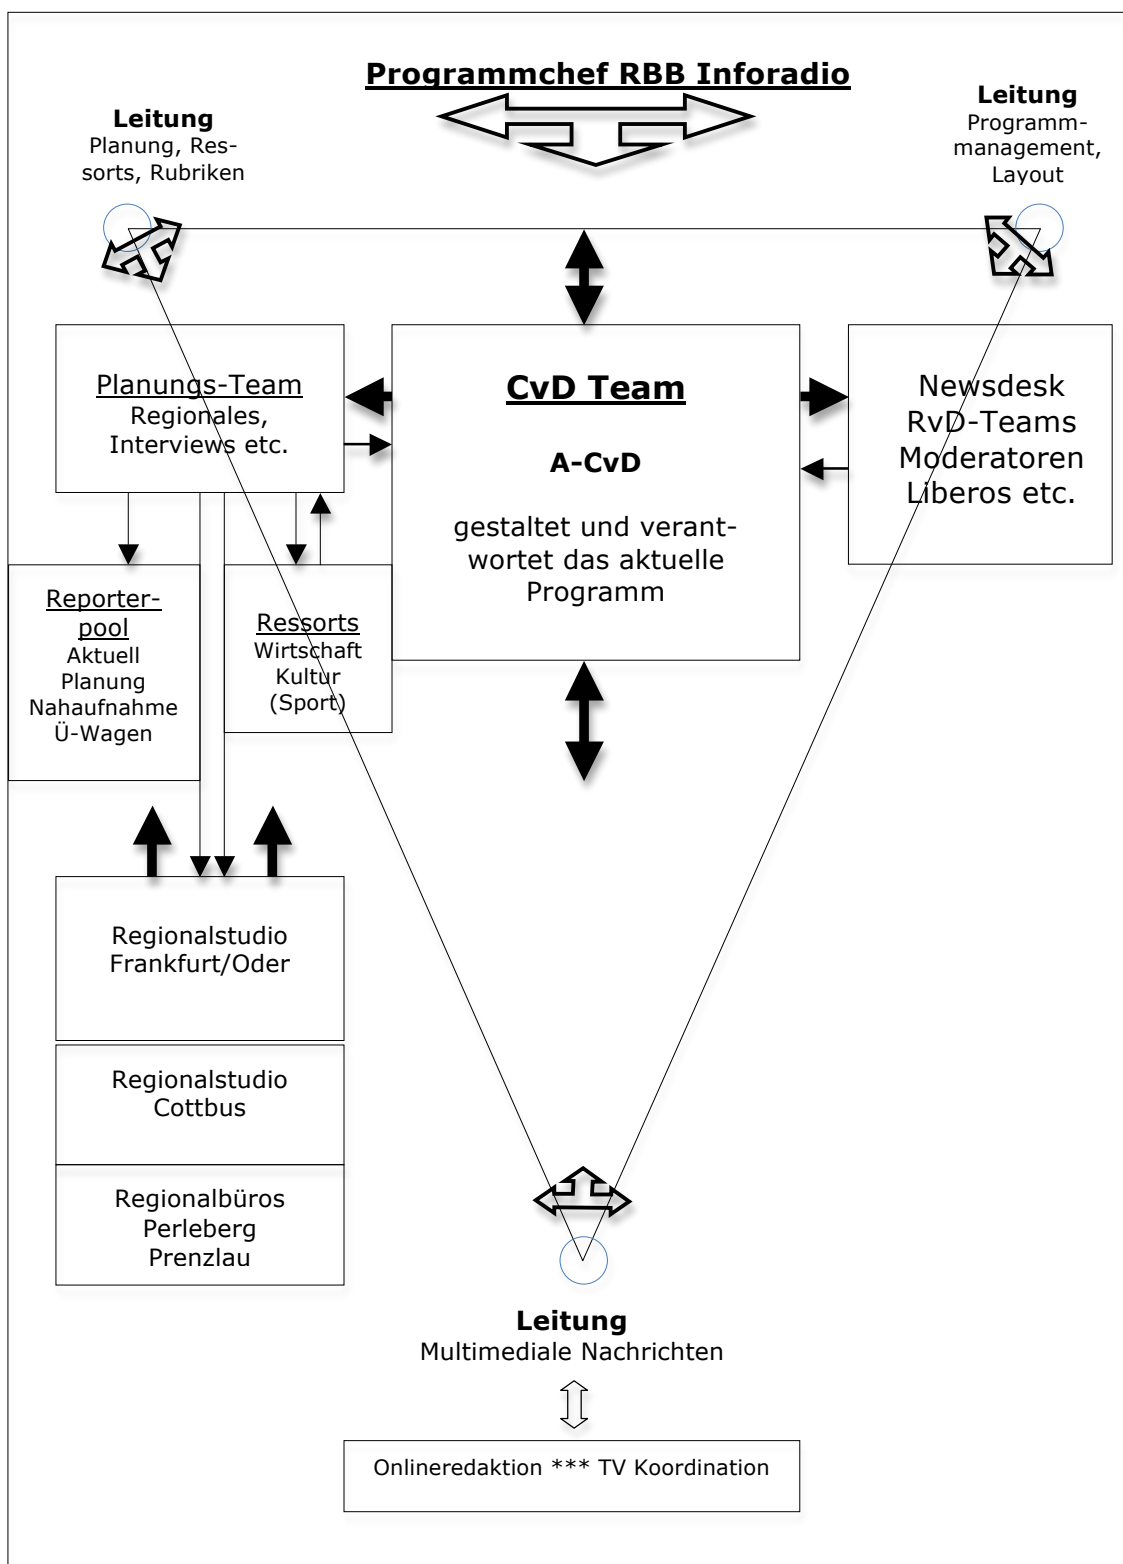 Programmchef RBB Inforadio
Leitung
Planung, Res-
sorts, Rubriken
Leitung
Programm-
management,
Layout
Planungs-Team
Regionales,
Interviews etc.
CvD Team
A-CvD
gestaltet und verant-
wortet das aktuelle
Programm
Newsdesk
RvD-Teams
Moderatoren
Liberos etc.
Reporter-
pool
Aktuell
Planung
Nahaufnahme
Ü-Wagen
Ressorts
Wirtschaft
Kultur
(Sport)
Regionalstudio
Frankfurt/Oder
Regionalstudio
Cottbus
Regionalbüros
Perleberg
Prenzlau
Leitung
Multimediale Nachrichten
Onlineredaktion *** TV Koordination